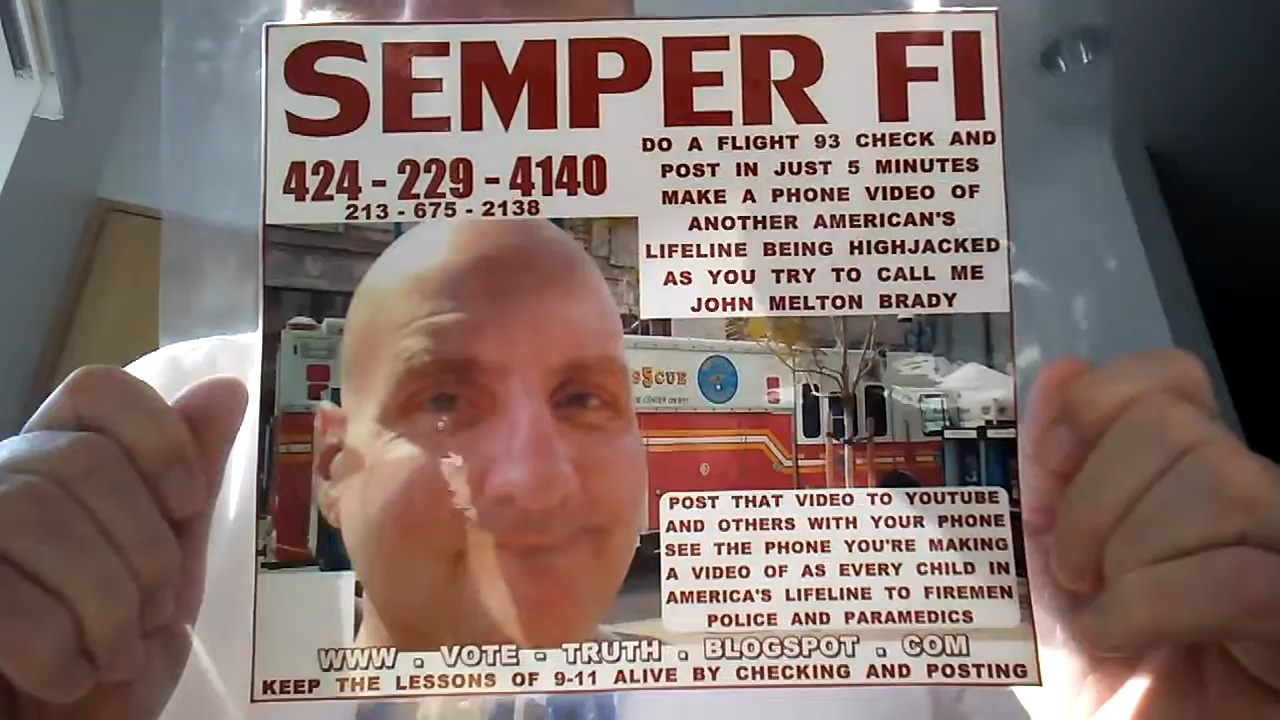 SEMPER FI
424 - 229 - 4140
213 - 675 - 2138
DO A FLIGHT 93 CHECK AND
POST IN JUST 5 MINUTES
MAKE A PHONE VIDEO OF
ANOTHER AMERICAN'S
LIFELINE BEING HIGHJACKED
AS YOU TRY TO CALL ME
JOHN MELTON BRADY
5CUE
POST THAT VIDEO TO YOUTUBE
AND OTHERS WITH YOUR PHONE
SEE THE PHONE YOU'RE MAKING
A VIDEO OF AS EVERY CHILD IN
AMERICA'S LIFELINE TO FIREMEN
POLICE AND PARAMEDICS
WWW . VOTE - TRUTH . BLOGSPOT . COM
KEEP THE LESSONS OF 9-11 ALIVE BY CHECKING AND POSTING